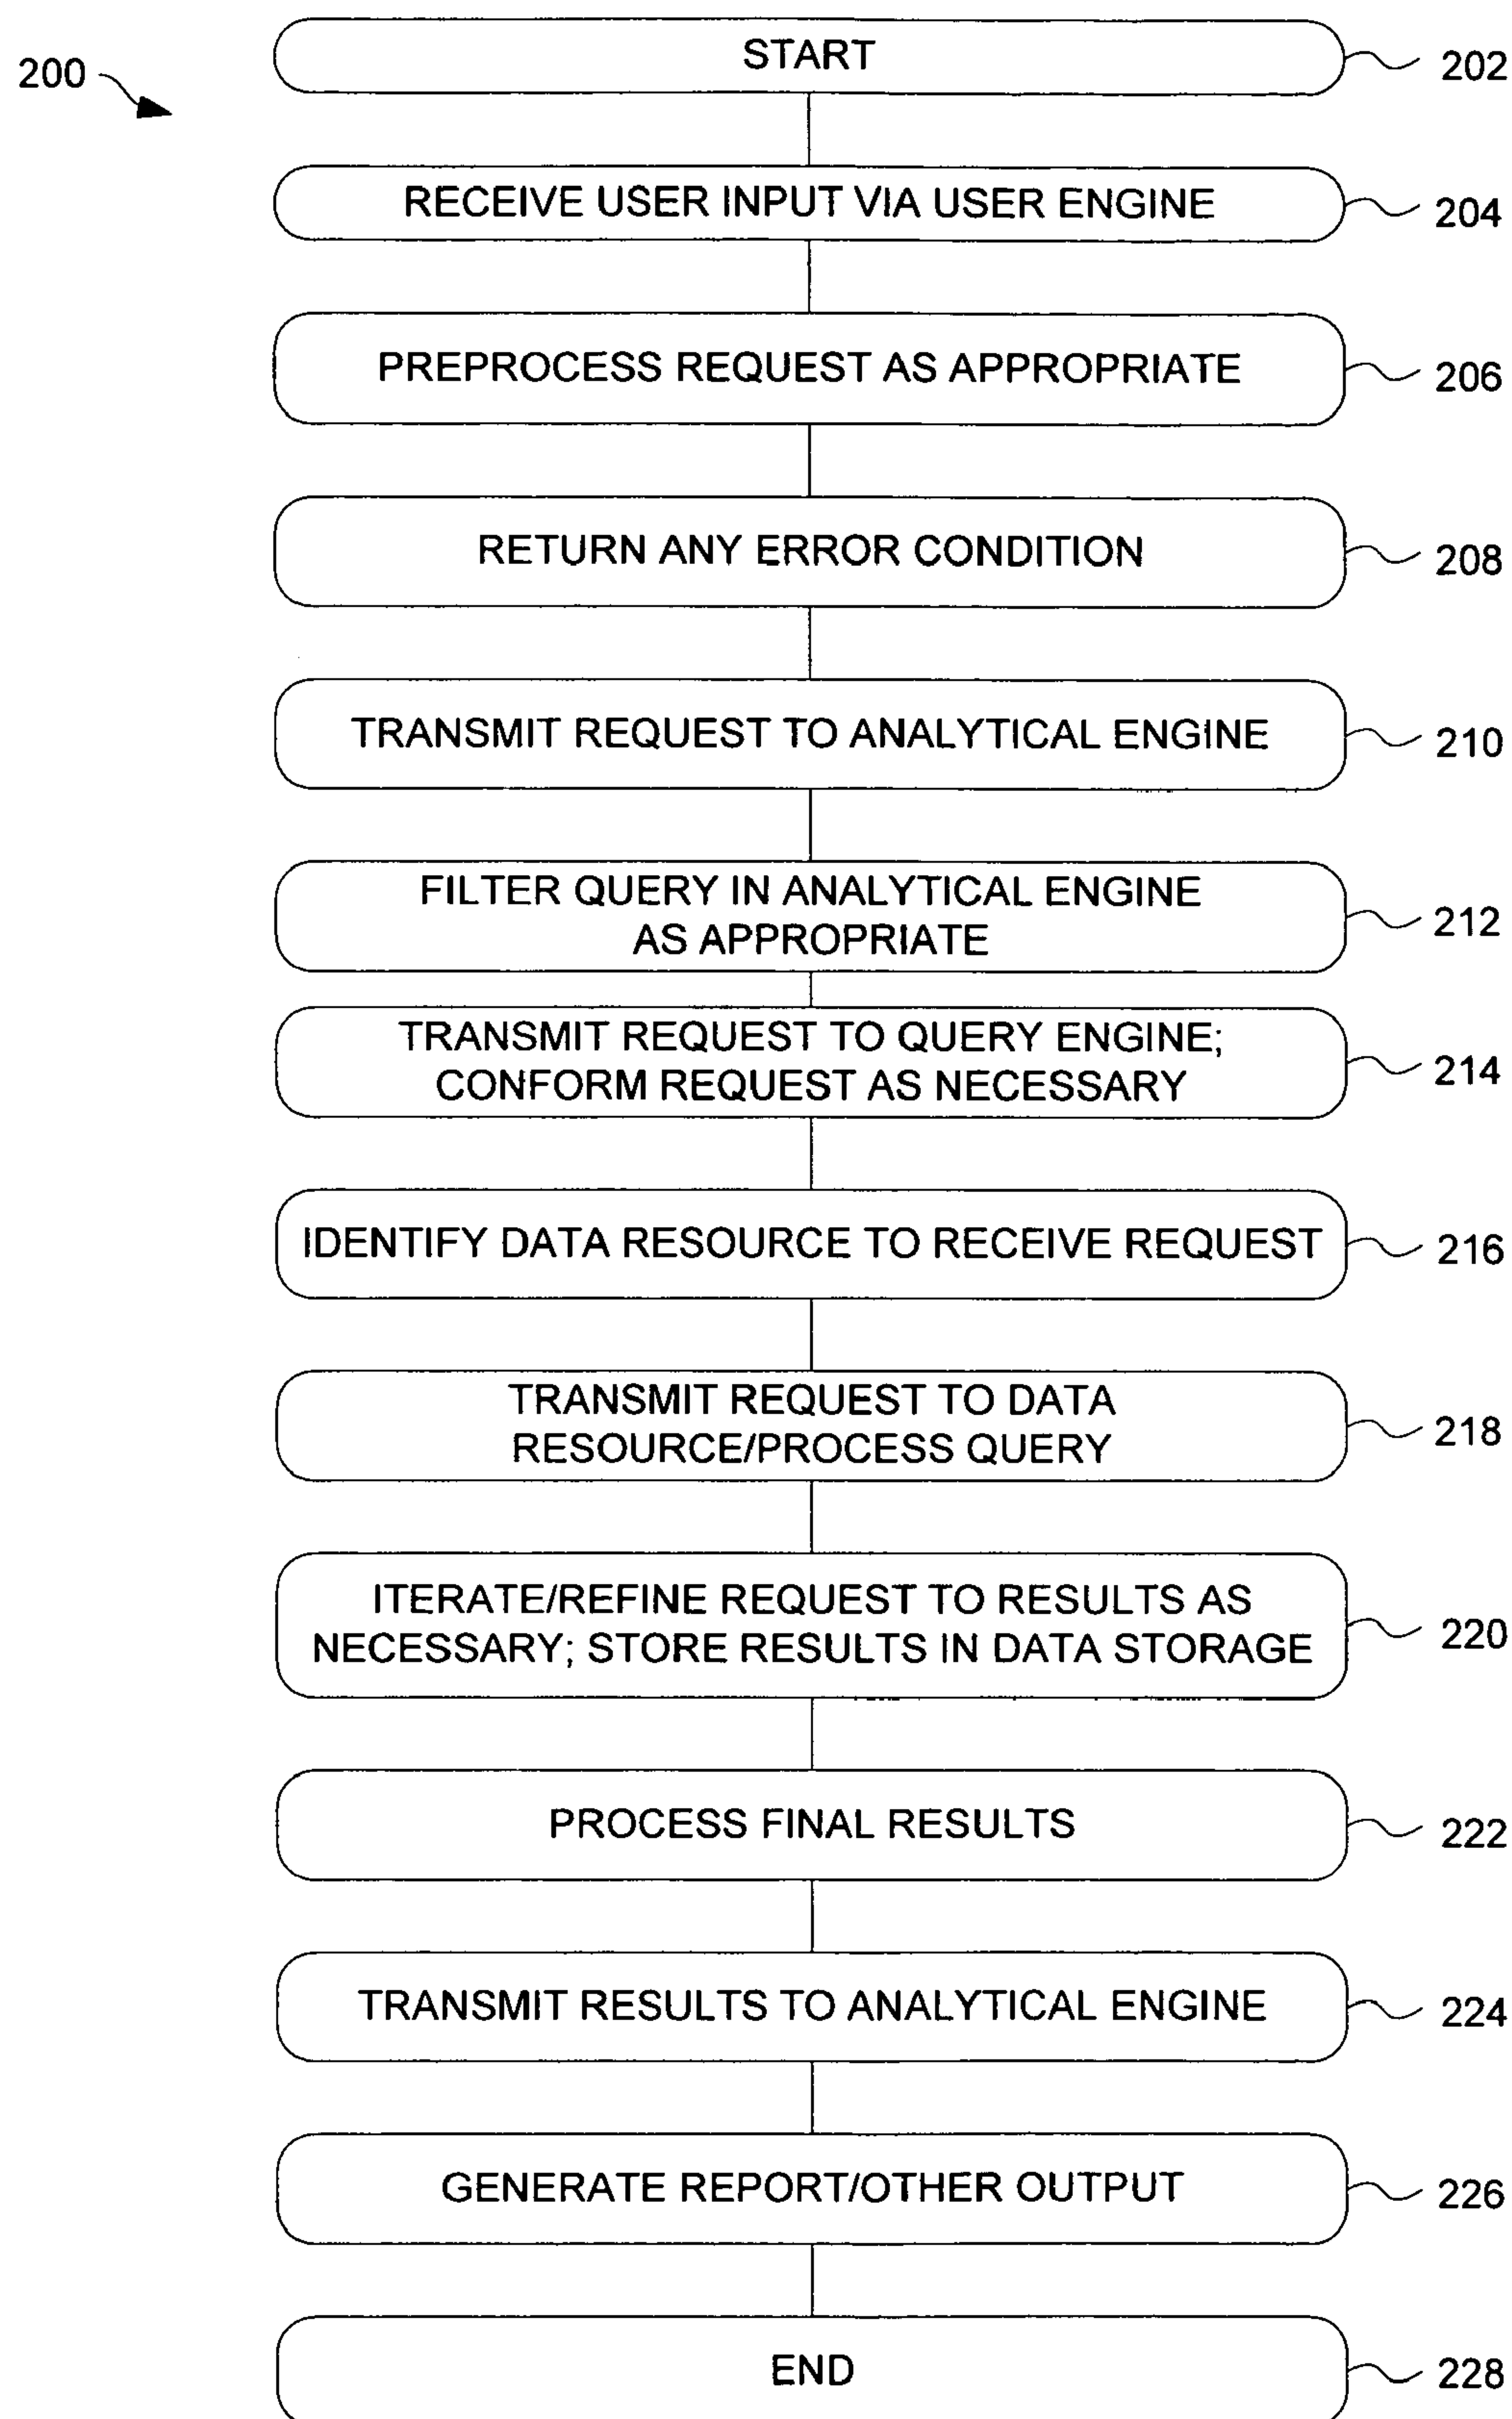 200
START
202
RECEIVE USER INPUT VIA USER ENGINE
204
PREPROCESS REQUEST AS APPROPRIATE
206
RETURN ANY ERROR CONDITION
208
TRANSMIT REQUEST TO ANALYTICAL ENGINE
210
FILTER QUERY IN ANALYTICAL ENGINE
AS APPROPRIATE
212
TRANSMIT REQUEST TO QUERY ENGINE;
CONFORM REQUEST AS NECESSARY
214
IDENTIFY DATA RESOURCE TO RECEIVE REQUEST
216
TRANSMIT REQUEST TO DATA
RESOURCE/PROCESS QUERY
218
ITERATE/REFINE REQUEST TO RESULTS AS
NECESSARY; STORE RESULTS IN DATA STORAGE
220
PROCESS FINAL RESULTS
222
TRANSMIT RESULTS TO ANALYTICAL ENGINE
224
GENERATE REPORT/OTHER OUTPUT
226
END
228